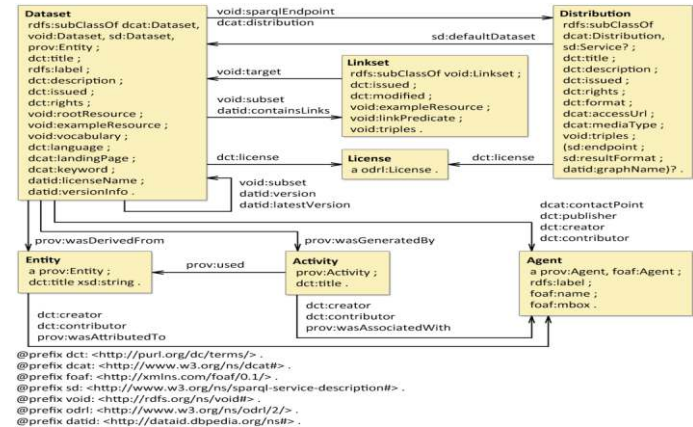 Dataset
rdfs:subClassOf dcat:Dataset,
void:Dataset, sd:Dataset,
prov:Entity ;
dct:title ;
rdfs:label ;
dct:description ;
dct:issued ;
dct:rights ;
void:rootResource ;
void:exampleResource ;
void:vocabulary ;
dct:language ;
dcat:landingPage ;
dcat:keyword ;
datid:licenseName ;
datid:versionInfo .
void:sparqlEndpoint
dcat:distribution
sd:defaultDataset
Distribution
rdfs:subClassOf
dcat:Distribution,
sd:Service? ;
dct:title ;
dct:description ;
dct:issued ;
dct:rights ;
dct:format ;
dcat:accessUrl ;
dcat:mediaType ;
void:triples ;
(sd:endpoint ;
sd:resultFormat ;
datid:graphName)? .
void:target
void:subset
datid:containsLinks
Linkset
rdfs:subClassOf void:Linkset ;
dct:issued ;
dct:modified ;
void:exampleResource ;
void:linkPredicate ;
void:triples .
dct:license
License
a odrl:License .
dct:license
void:subset
datid:version
datid:latestVersion
dcat:contactPoint
dct:publisher
dct:creator
dct:contributor
prov:wasDerivedFrom
prov:wasGeneratedBy
Entity
a prov:Entity ;
dct:title xsd:string .
prov:used
Activity
prov:Activity ;
dct:title .
Agent
a prov:Agent, foaf:Agent ;
rdfs:label ;
foaf:name ;
foaf:mbox .
dct:creator
dct:contributor
prov:wasAttributedTo
dct:creator
dct:contributor
prov:wasAssociatedWith
@prefix dct: <http://purl.org/dc/terms/> .
@prefix dcat: <http://www.w3.org/ns/dcat#> .
@prefix foaf: <http://xmlns.com/foaf/0.1/> .
@prefix sd: <http://www.w3.org/ns/sparql-service-description#> .
@prefix void: <http://rdfs.org/ns/void#> .
@prefix odrl: <http://www.w3.org/ns/odrl/2/> .
@prefix datid: <http://dataid.dbpedia.org/ns#> .